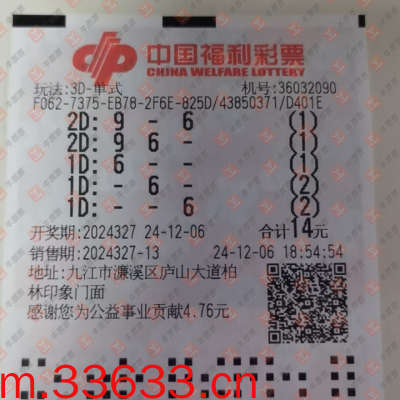 中国福利彩票
CHINA WELFARE LOTTERY
玩法:3D-单式 机号:36032090
F062-7375-EB78-2F6E-825D/43850371/D401E
2D: 9 - 6 (1)
2D: 9 6 - (1)
1D: 6 - - (1)
1D: - 6 - (2)
1D: - - 6 (2)
开奖期:2024327 24-12-06 合计14元
销售期:2024327-13 24-12-06 18:54:54
地址:九江市濂溪区庐山大道柏
林印象门面
感谢您为公益事业贡献4.76元
m.33633.cn